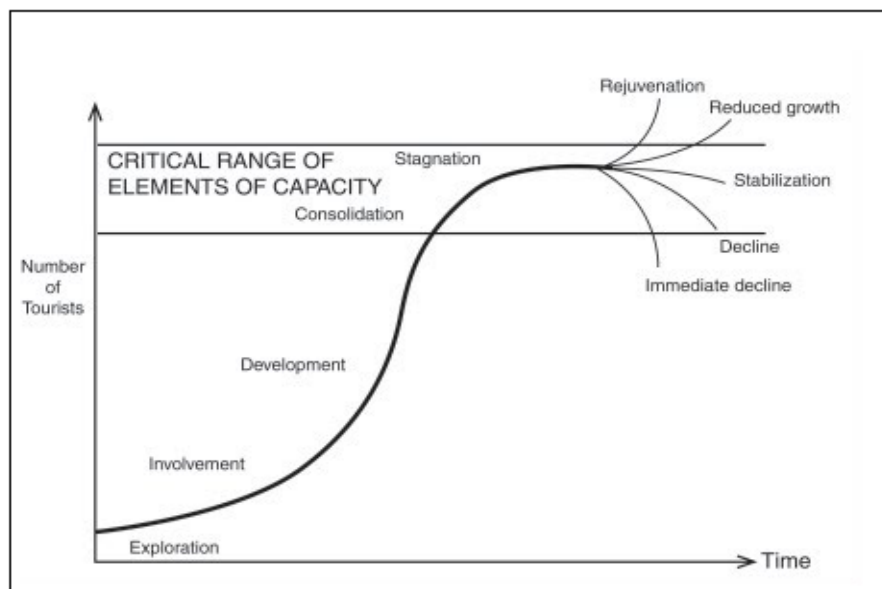 Rejuvenation
Reduced growth
CRITICAL RANGE OF
ELEMENTS OF CAPACITY
Stagnation
Stabilization
Consolidation
Decline
Number
of
Tourists
Immediate decline
Development
Involvement
Exploration
Time